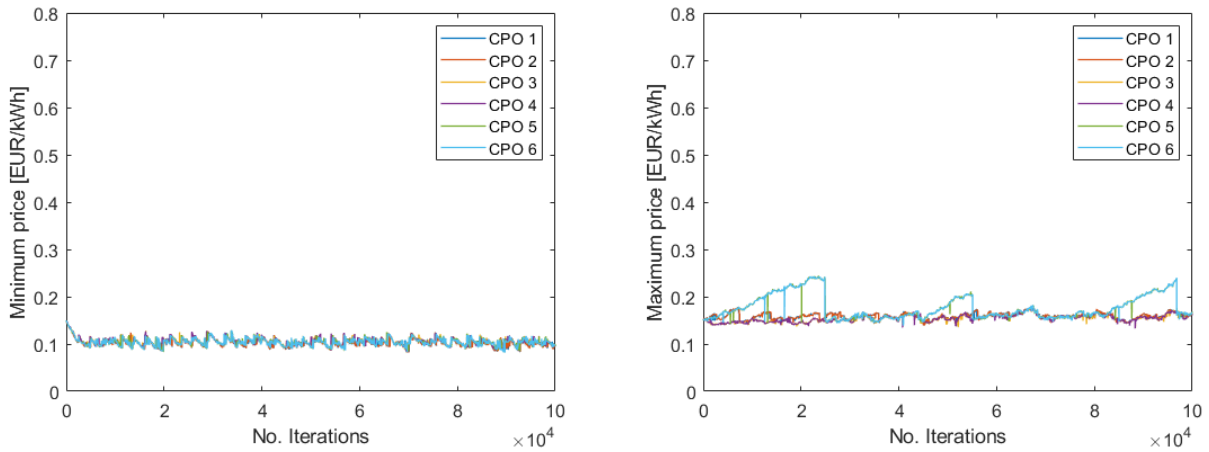 Minimum price [EUR/kWh]
0.8
0.7
0.6
0.5
0.4
0.3
0.2
0.1
0
CPO 1
CPO 2
CPO 3
CPO 4
CPO 5
CPO 6
0 2 4 6 8 10
No. Iterations
×10⁴
Maximum price [EUR/kWh]
0.8
0.7
0.6
0.5
0.4
0.3
0.2
0.1
0
CPO 1
CPO 2
CPO 3
CPO 4
CPO 5
CPO 6
0 2 4 6 8 10
No. Iterations
×10⁴